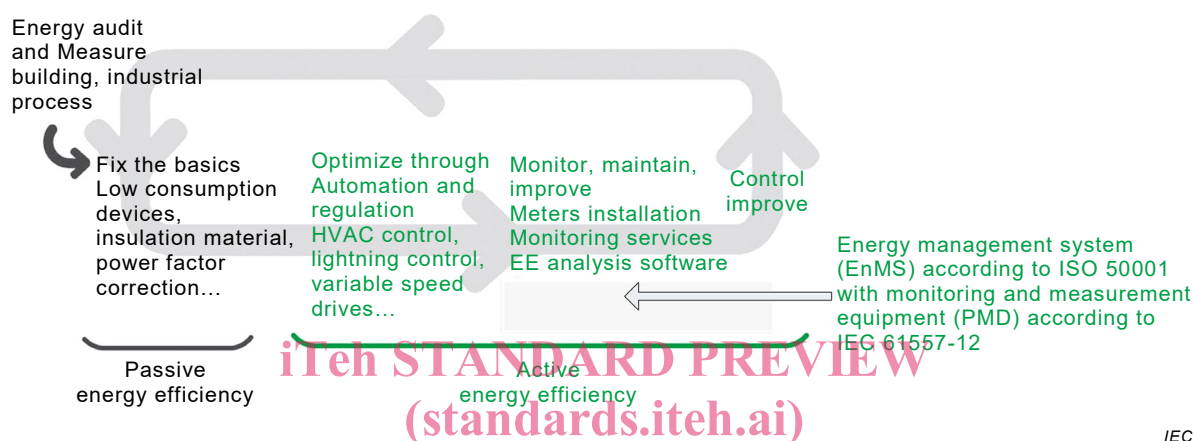 Energy audit
and Measure
building, industrial
process
Fix the basics
Low consumption
devices,
insulation material,
power factor
correction...
Optimize through
Automation and
regulation
HVAC control,
lightning control,
variable speed
drives...
Monitor, maintain,
improve
Meters installation
Monitoring services
EE analysis software
Control
improve
Energy management system
(EnMS) according to ISO 50001
with monitoring and measurement
equipment (PMD) according to
IEC 61557-12
Passive
energy efficiency
Active
energy efficiency
iTeh STANDARD PREVIEW
(standards.iteh.ai)
IEC